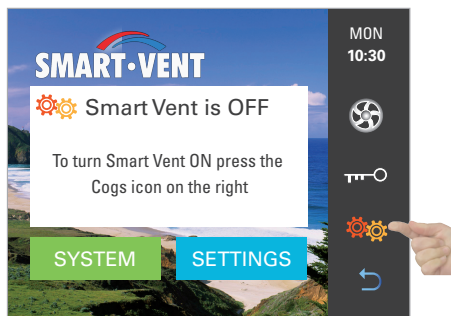 SMART·VENT
MON
10:30
Smart Vent is OFF
To turn Smart Vent ON press the
Cogs icon on the right
SYSTEM
SETTINGS